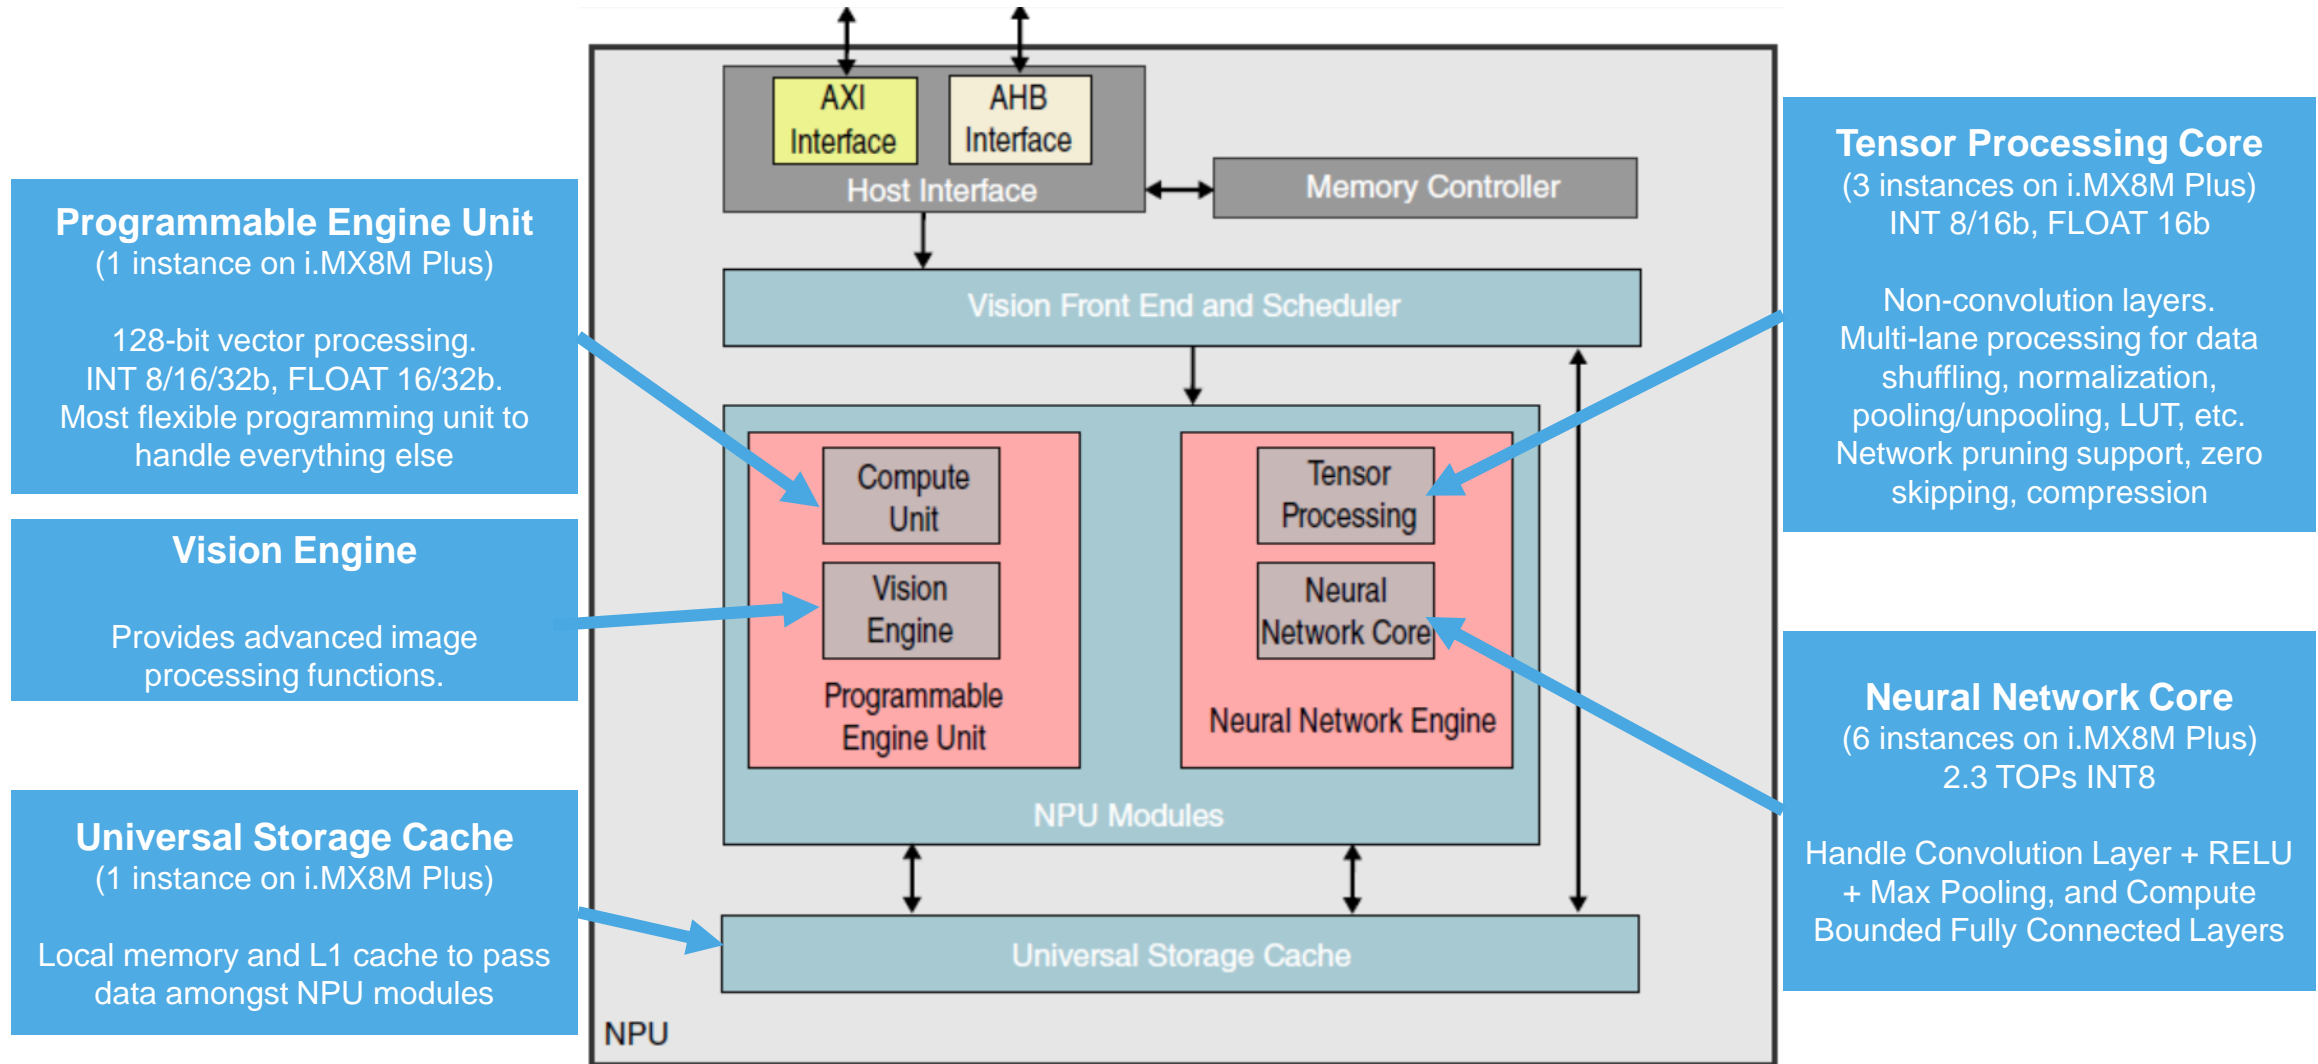 Programmable Engine Unit
(1 instance on i.MX8M Plus)
128-bit vector processing.
INT 8/16/32b, FLOAT 16/32b.
Most flexible programming unit to
handle everything else
Vision Engine
Provides advanced image
processing functions.
Universal Storage Cache
(1 instance on i.MX8M Plus)
Local memory and L1 cache to pass
data amongst NPU modules
AXI
Interface
AHB
Interface
Host Interface
Memory Controller
Vision Front End and Scheduler
Compute
Unit
Vision
Engine
Programmable
Engine Unit
Tensor
Processing
Neural
Network Core
Neural Network Engine
NPU Modules
Universal Storage Cache
NPU
Tensor Processing Core
(3 instances on i.MX8M Plus)
INT 8/16b, FLOAT 16b
Non-convolution layers.
Multi-lane processing for data
shuffling, normalization,
pooling/unpooling, LUT, etc.
Network pruning support, zero
skipping, compression
Neural Network Core
(6 instances on i.MX8M Plus)
2.3 TOPs INT8
Handle Convolution Layer + RELU
+ Max Pooling, and Compute
Bounded Fully Connected Layers